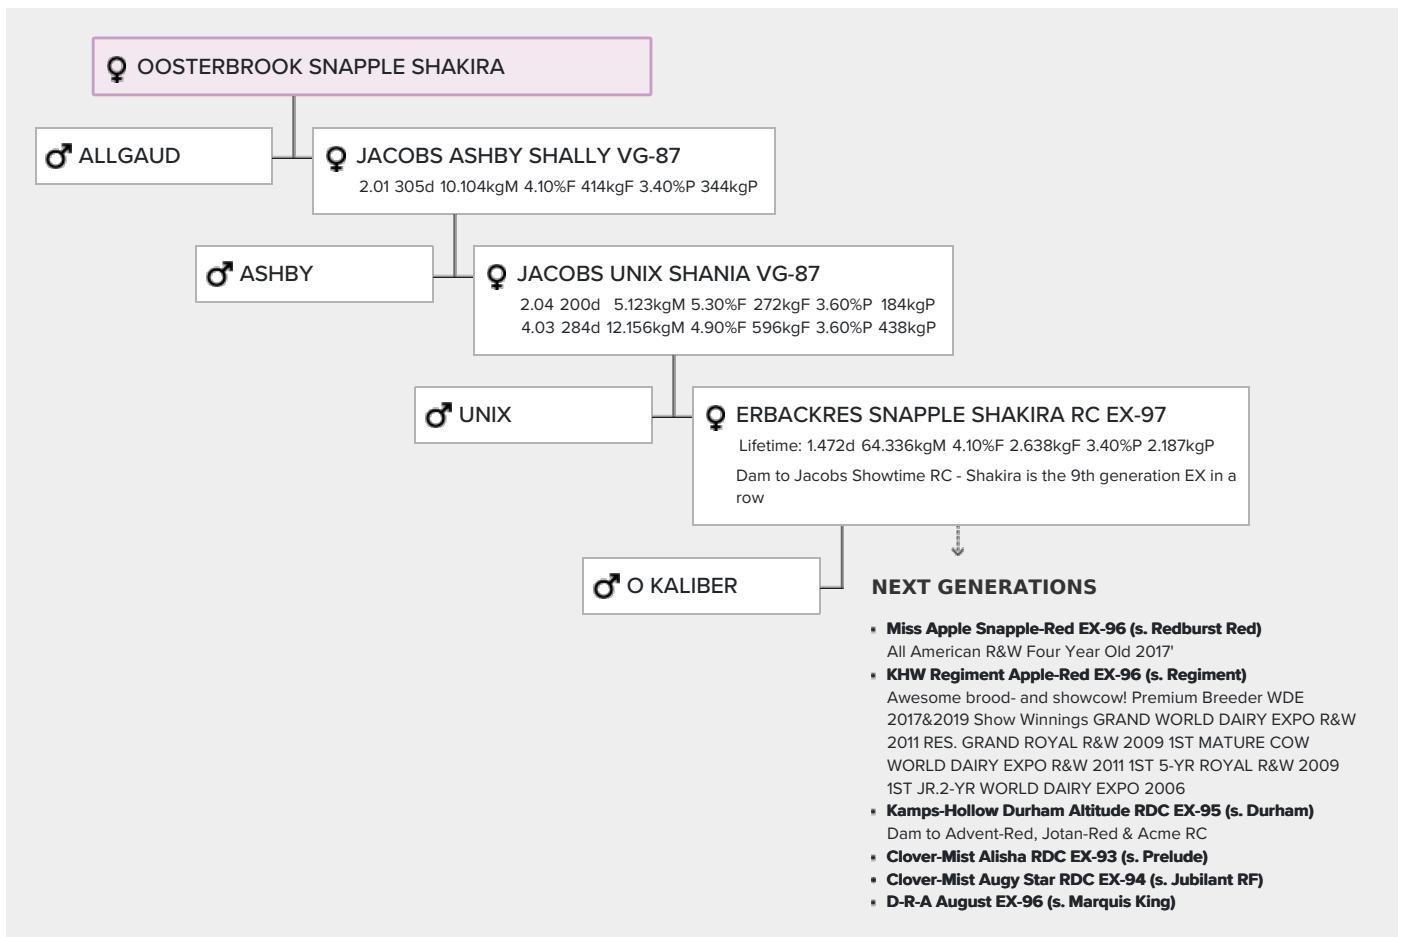 OOSTERBROOK SNAPPLE SHAKIRA
ALLGAUD
JACOBS ASHBY SHALLY VG-87
2.01 305d 10.104kgM 4.10%F 414kgF 3.40%P 344kgP
ASHBY
JACOBS UNIX SHANIA VG-87
2.04 200d 5.123kgM 5.30%F 272kgF 3.60%P 184kgP
4.03 284d 12.156kgM 4.90%F 596kgF 3.60%P 438kgP
UNIX
ERBACKRES SNAPPLE SHAKIRA RC EX-97
Lifetime: 1.472d 64.336kgM 4.10%F 2.638kgF 3.40%P 2.187kgP
Dam to Jacobs Showtime RC - Shakira is the 9th generation EX in a
row
O KALIBER
NEXT GENERATIONS
Miss Apple Snapple-Red EX-96 (s. Redburst Red)
All American R&W Four Year Old 2017'
KHW Regiment Apple-Red EX-96 (s. Regiment)
Awesome brood- and showcow! Premium Breeder WDE
2017&2019 Show Winnings GRAND WORLD DAIRY EXPO R&W
2011 RES. GRAND ROYAL R&W 2009 1ST MATURE COW
WORLD DAIRY EXPO R&W 2011 1ST 5-YR ROYAL R&W 2009
1ST JR.2-YR WORLD DAIRY EXPO 2006
Kamps-Hollow Durham Altitude RDC EX-95 (s. Durham)
Dam to Advent-Red, Jotan-Red & Acme RC
Clover-Mist Alisha RDC EX-93 (s. Prelude)
Clover-Mist Augy Star RDC EX-94 (s. Jubilant RF)
D-R-A August EX-96 (s. Marquis King)